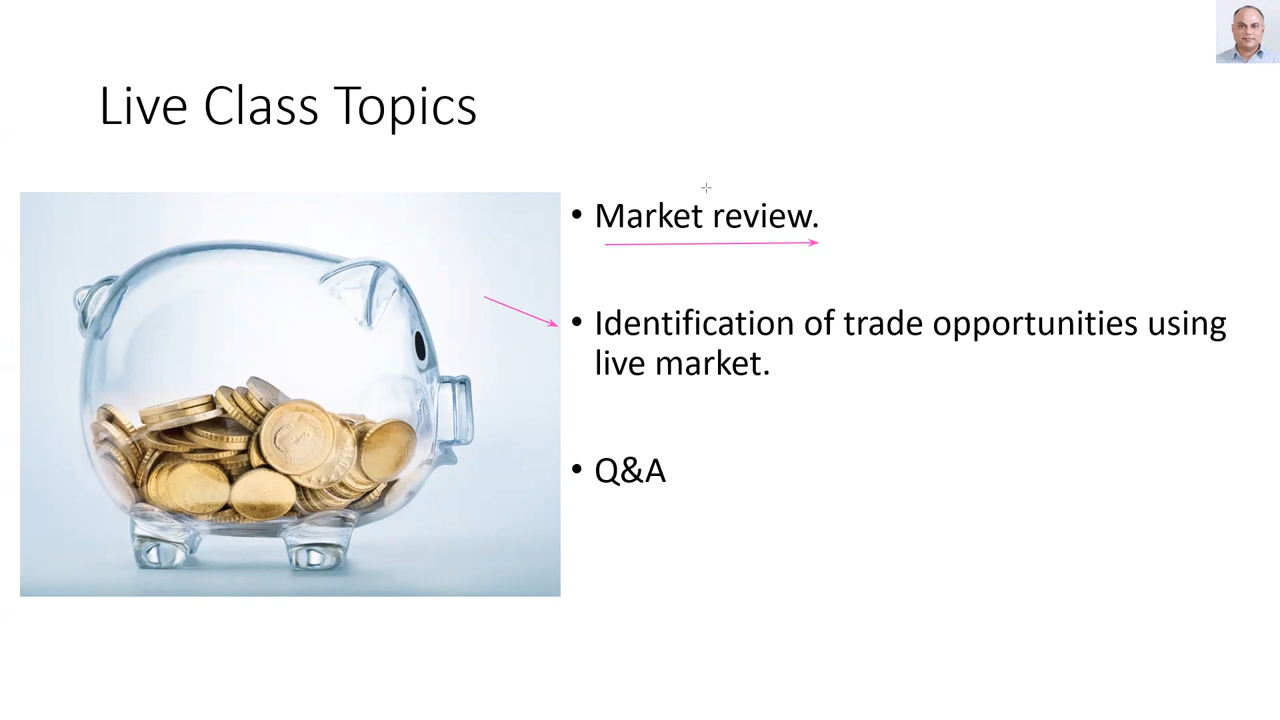 Live Class Topics
• Market review.
• Identification of trade opportunities using
live market.
• Q&A